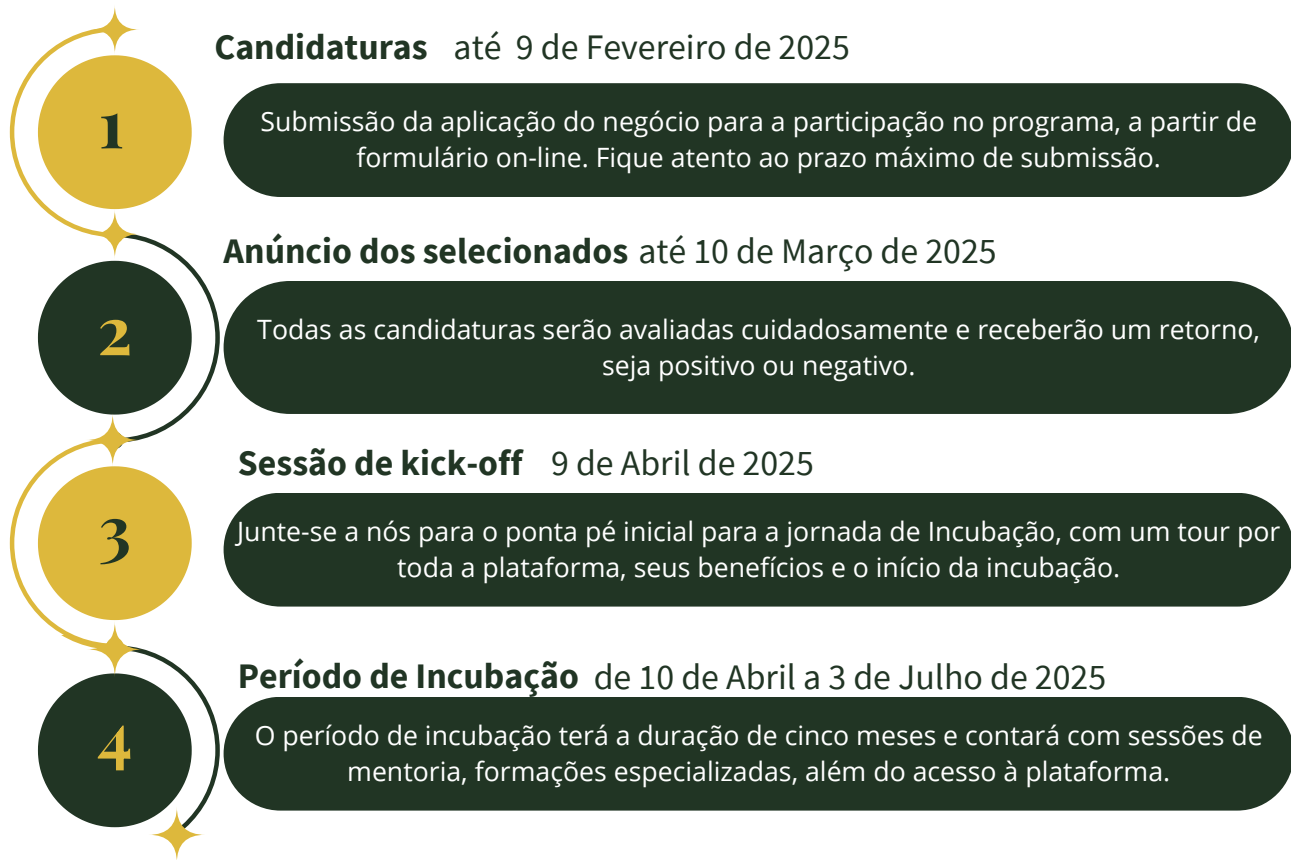 Candidaturas até 9 de Fevereiro de 2025
1
Submissão da aplicação do negócio para a participação no programa, a partir de
formulário on-line. Fique atento ao prazo máximo de submissão.
Anúncio dos selecionados até 10 de Março de 2025
2
Todas as candidaturas serão avaliadas cuidadosamente e receberão um retorno,
seja positivo ou negativo.
Sessão de kick-off 9 de Abril de 2025
3
Junte-se a nós para o ponta pé inicial para a jornada de Incubação, com um tour por
toda a plataforma, seus benefícios e o início da incubação.
Período de Incubação de 10 de Abril a 3 de Julho de 2025
4
O período de incubação terá a duração de cinco meses e contará com sessões de
mentoria, formações especializadas, além do acesso à plataforma.